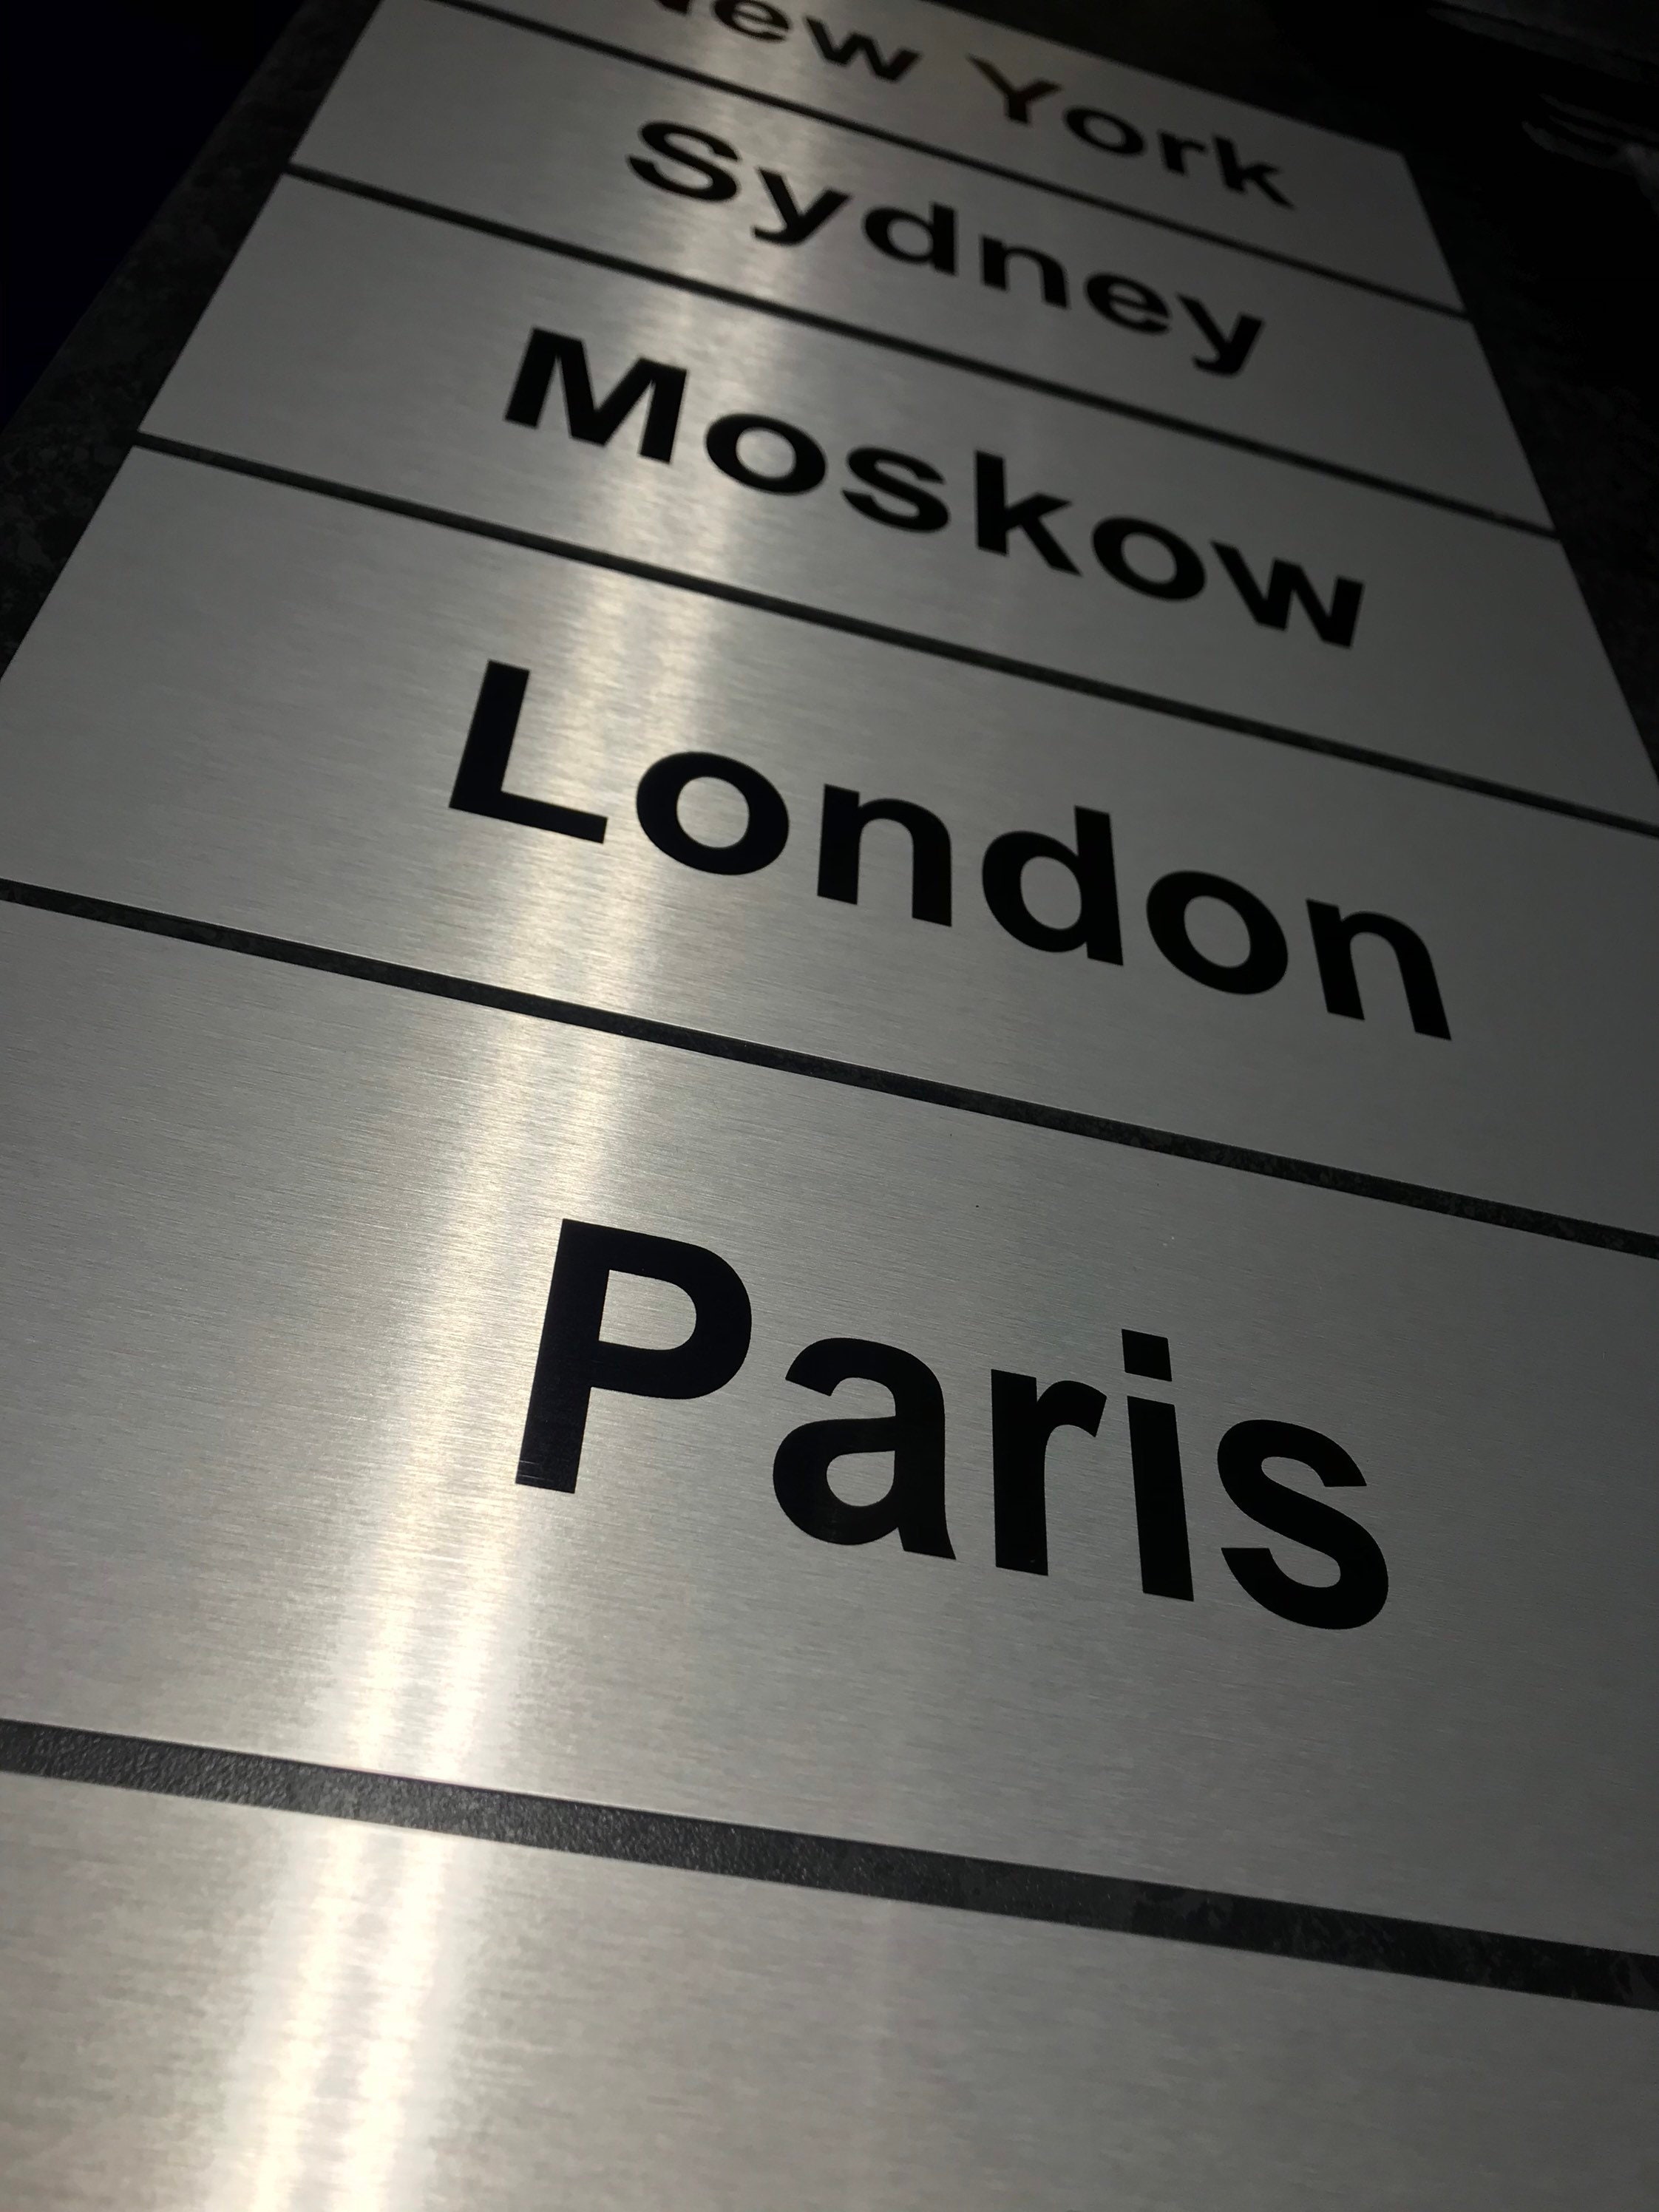 New York
Sydney
Moskow
London
Paris